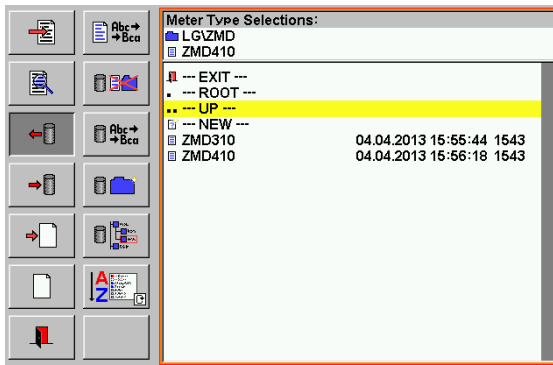 Abc→
→Bca
Abc→
→Bca
A
Z
Meter Type Selections:
LG\ZMD
ZMD410
--- EXIT ---
. --- ROOT ---
.. --- UP ---
--- NEW ---
ZMD310 04.04.2013 15:55:44 1543
ZMD410 04.04.2013 15:56:18 1543